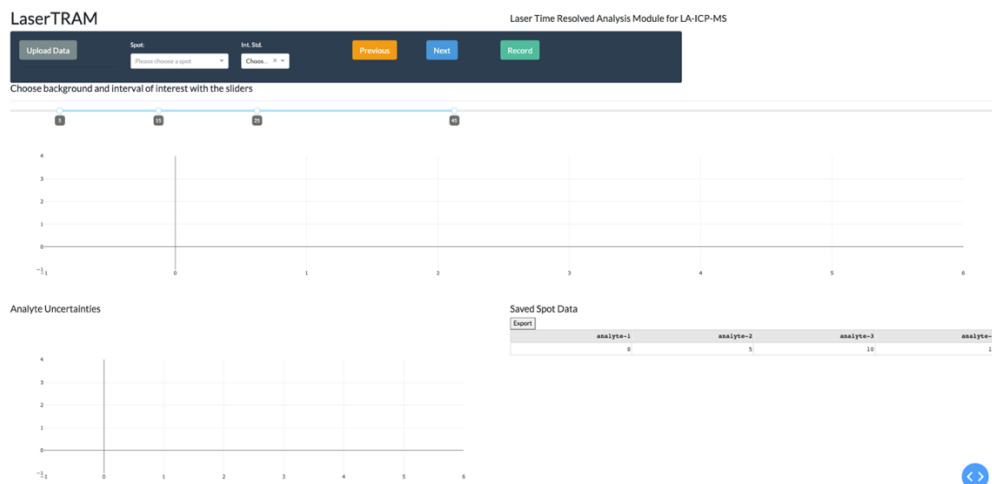 LaserTRAM
Laser Time Resolved Analysis Module for LA-ICP-MS
Upload Data
Spot:
Please choose a spot
Int. Std.
Choos...
Previous
Next
Record
Choose background and interval of interest with the sliders
5 15 25 45
4
3
2
1
0
−1
−1 0 1 2 3 4 5 6
Analyte Uncertainties
4
3
2
1
0
−1
−1 0 1 2 3 4 5 6
Saved Spot Data
Export
analyte-1 analyte-2 analyte-3 analyte-
0 5 10 1